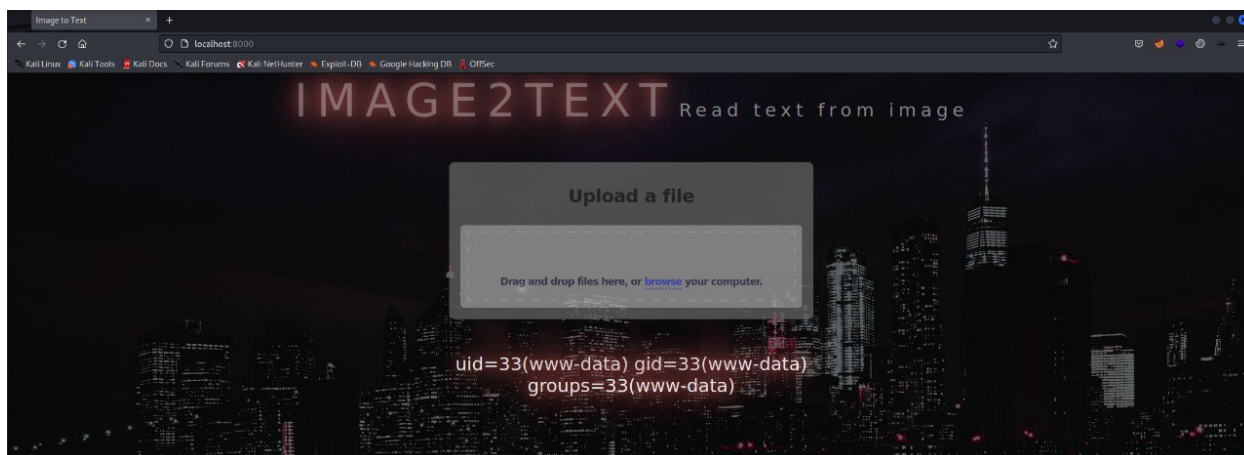 Image to Text
localhost:8000
Kali Linux Kali Tools Kali Docs Kali Forums Kali NetHunter Exploit-DB Google Hacking DB OffSec
IMAGE2TEXT Read text from image
Upload a file
Drag and drop files here, or browse your computer.
uid=33(www-data) gid=33(www-data)
groups=33(www-data)